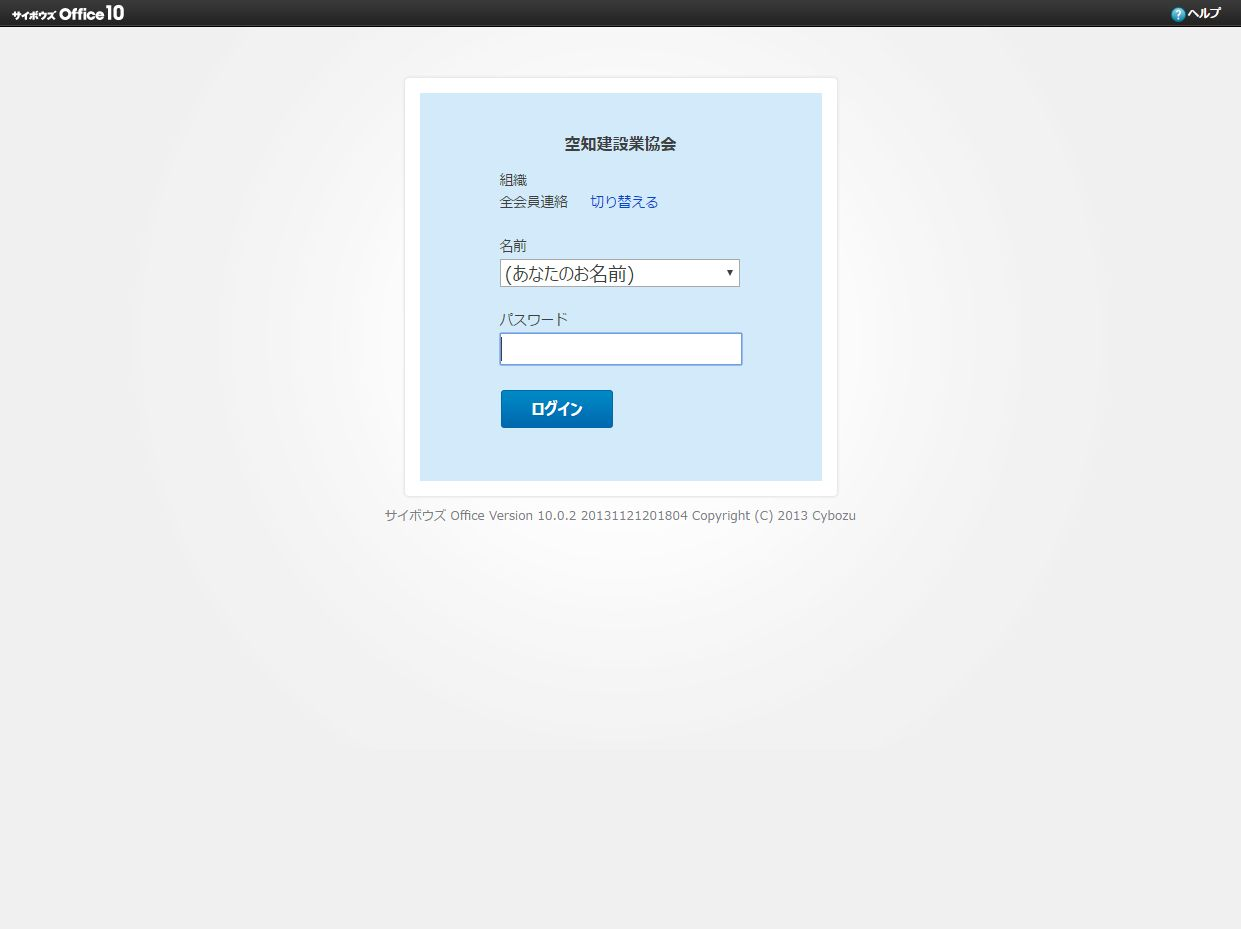 サイボウズ Office10
ヘルプ
空知建設業協会
組織
全会員連絡 切り替える
名前
(あなたのお名前)
パスワード
ログイン
サイボウズ Office Version 10.0.2 20131121201804 Copyright (C) 2013 Cybozu